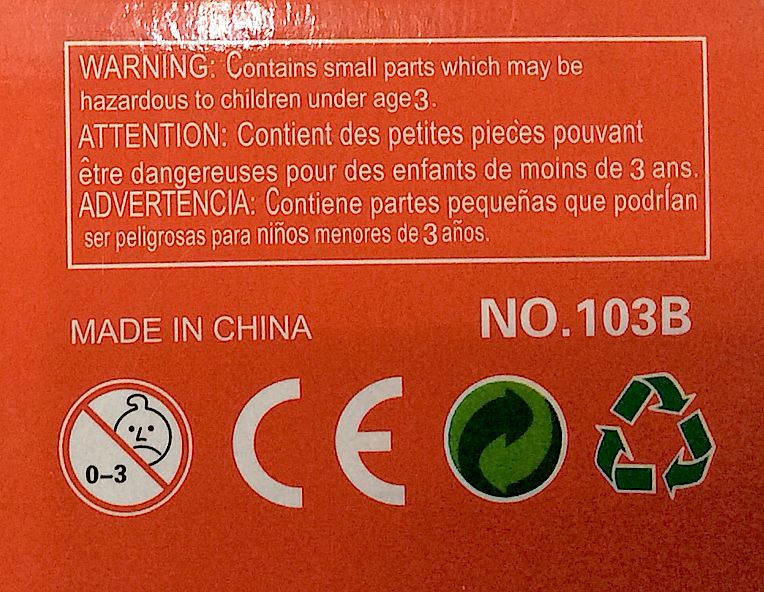 WARNING: Contains small parts which may be
hazardous to children under age3.
ATTENTION: Contient des petites piecès pouvant
être dangereuses pour des enfants de moins de 3 ans.
ADVERTENCIA: Contiene partes pequeñas que podrían
ser peligrosas para niños menores de 3 años.
MADE IN CHINA
NO.103B
0-3
CE